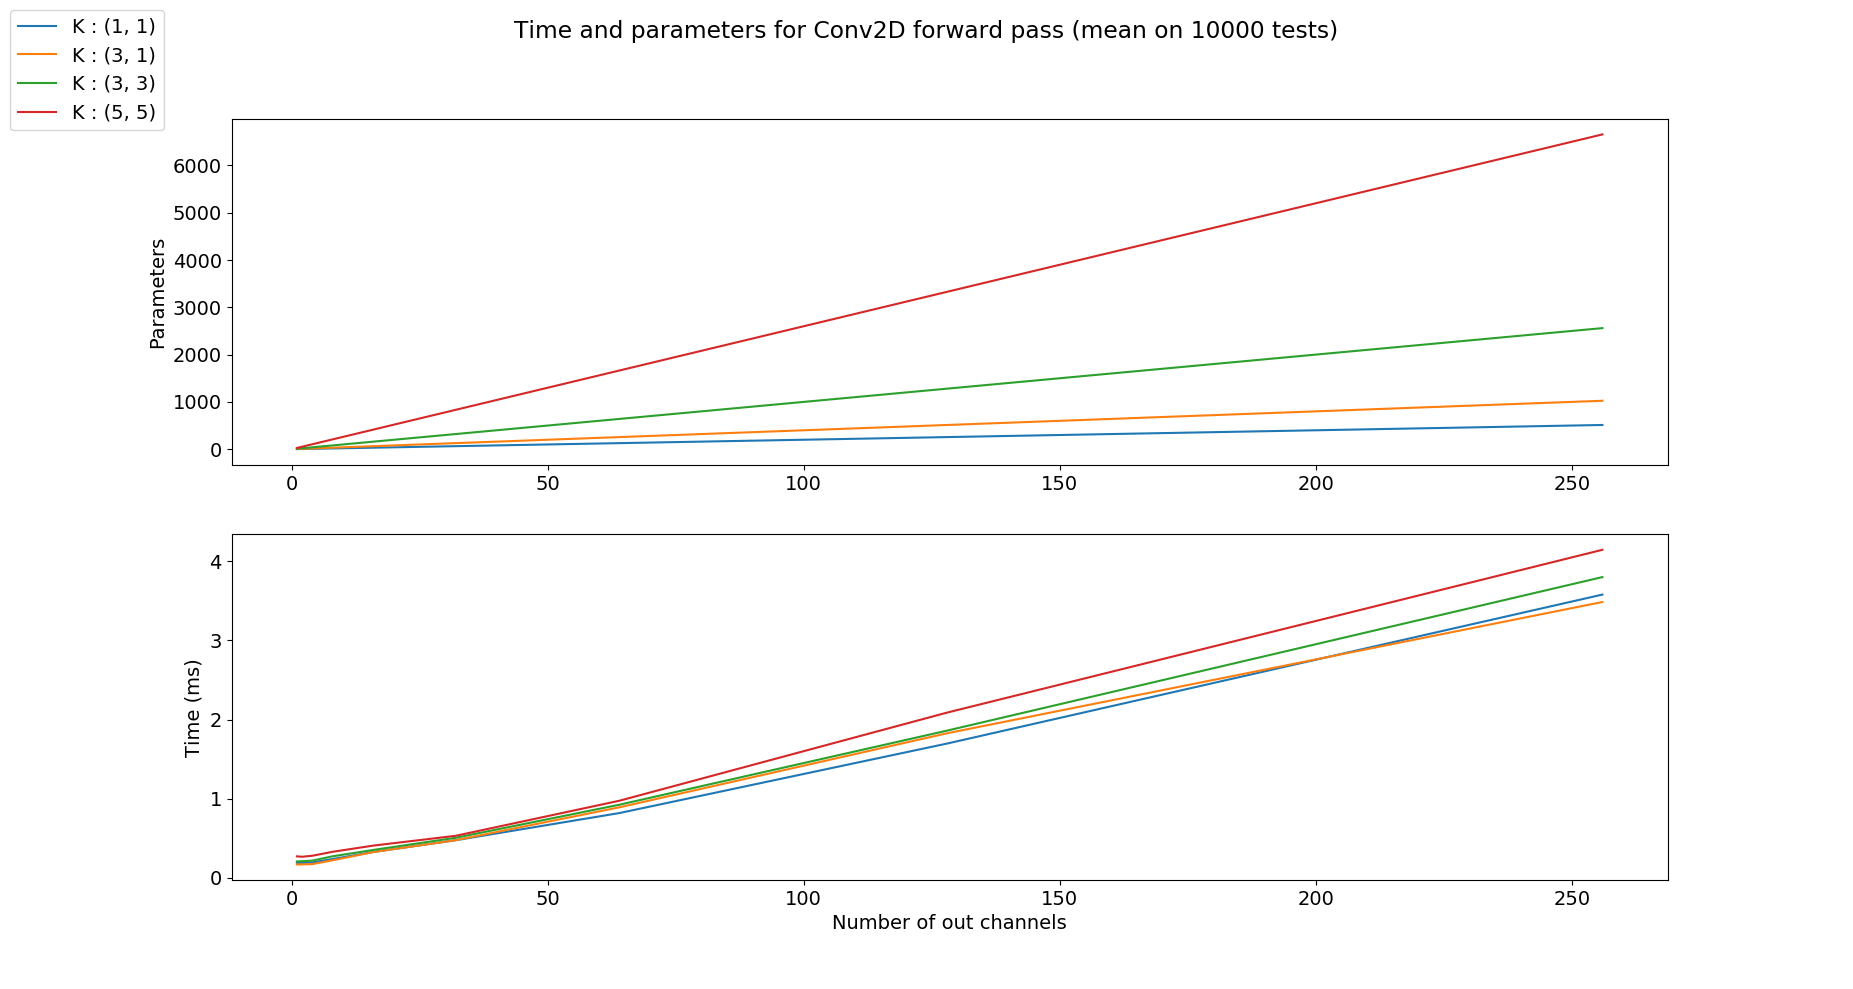 K : (1, 1)
K : (3, 1)
K : (3, 3)
K : (5, 5)
Time and parameters for Conv2D forward pass (mean on 10000 tests)
Parameters
6000
5000
4000
3000
2000
1000
0
0 50 100 150 200 250
Time (ms)
4
3
2
1
0
0 50 100 150 200 250
Number of out channels